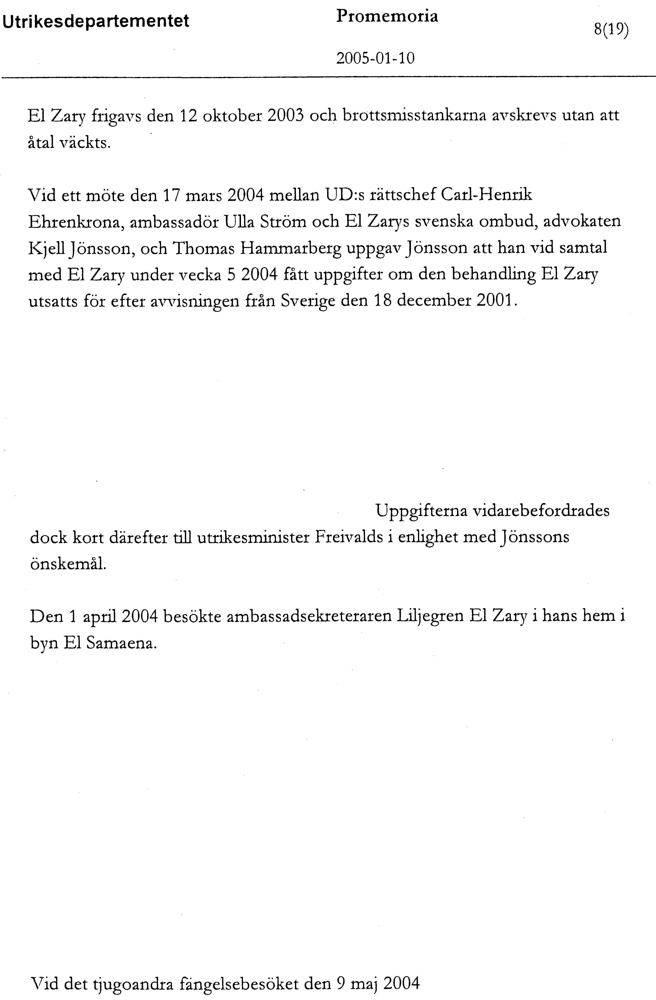 Utrikesdepartementet
Promemoria
8(19)
2005-01-10
El Zary frigavs den 12 oktober 2003 och brottsmisstankarna avskrevs utan att
åtal väckts.
Vid ett möte den 17 mars 2004 mellan UD:s rättschef Carl-Henrik
Ehrenkrona, ambassadör Ulla Ström och El Zarys svenska ombud, advokaten
Kjell Jönsson, och Thomas Hammarberg uppgav Jönsson att han vid samtal
med El Zary under vecka 5 2004 fått uppgifter om den behandling El Zary
utsatts för efter avvisningen från Sverige den 18 december 2001.
Uppgifterna vidarebefordrades
dock kort därefter till utrikesminister Freivalds i enlighet med Jönssons
önskemål.
Den 1 april 2004 besökte ambassadsekreteraren Liljegren El Zary i hans hem i
byn El Samaena.
Vid det tjugoandra fängelsebesöket den 9 maj 2004